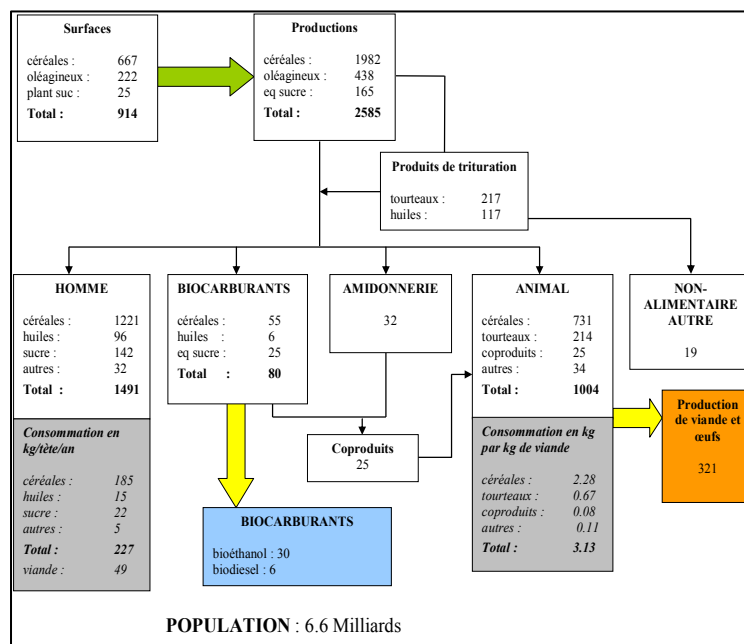 Surfaces
céréales : 667
oléagineux : 222
plant suc : 25
Total : 914
Productions
céréales : 1982
oléagineux : 438
eq sucre : 165
Total : 2585
Produits de trituration
tourteaux : 217
huiles : 117
HOMME
céréales : 1221
huiles : 96
sucre : 142
autres : 32
Total : 1491
Consommation en
kg/tète/an
céréales : 185
huiles : 15
sucre : 22
autres : 5
Total : 227
viande : 49
BIOCARBURANTS
céréales : 55
huiles : 6
eq sucre : 25
Total : 80
AMIDONNERIE
32
Coproduits
25
BIOCARBURANTS
bioéthanol : 30
biodiesel : 6
ANIMAL
céréales : 731
tourteaux : 214
coproduits : 25
autres : 34
Total : 1004
Consommation en kg
par kg de viande
céréales : 2.28
tourteaux : 0.67
coproduits : 0.08
autres : 0.11
Total : 3.13
NON-
ALIMENTAIRE
AUTRE
19
Production
de viande et
œufs
321
POPULATION : 6.6 Milliards